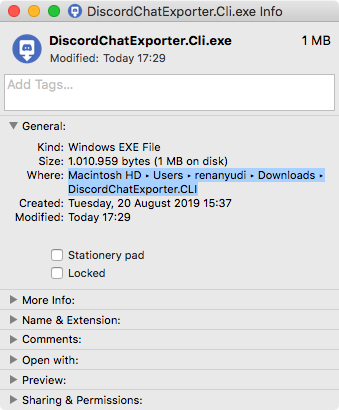 DiscordChatExporter.Cli.exe Info
DiscordChatExporter.Cli.exe 1 MB
Modified: Today 17:29
Add Tags...
General:
Kind: Windows EXE File
Size: 1.010.959 bytes (1 MB on disk)
Where: Macintosh HD ▸ Users ▸ renanyudi ▸ Downloads ▸
DiscordChatExporter.CLI
Created: Tuesday, 20 August 2019 15:37
Modified: Today 17:29
Stationery pad
Locked
More Info:
Name & Extension:
Comments:
Open with:
Preview:
Sharing & Permissions: